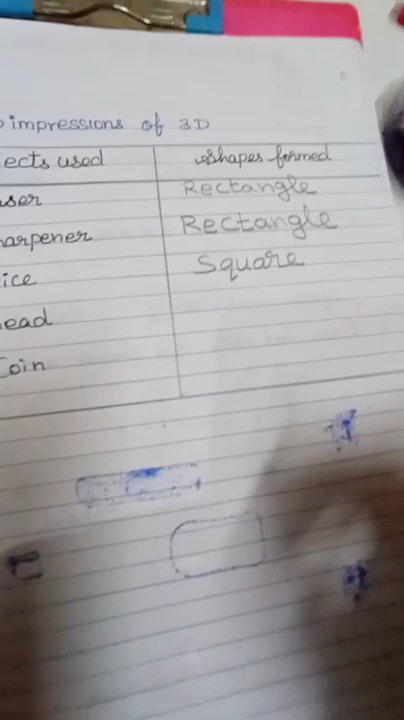 impressions of 3D
ects used Shapes formed
ser Rectangle
arpener Rectangle
ice Square
ead
Coin